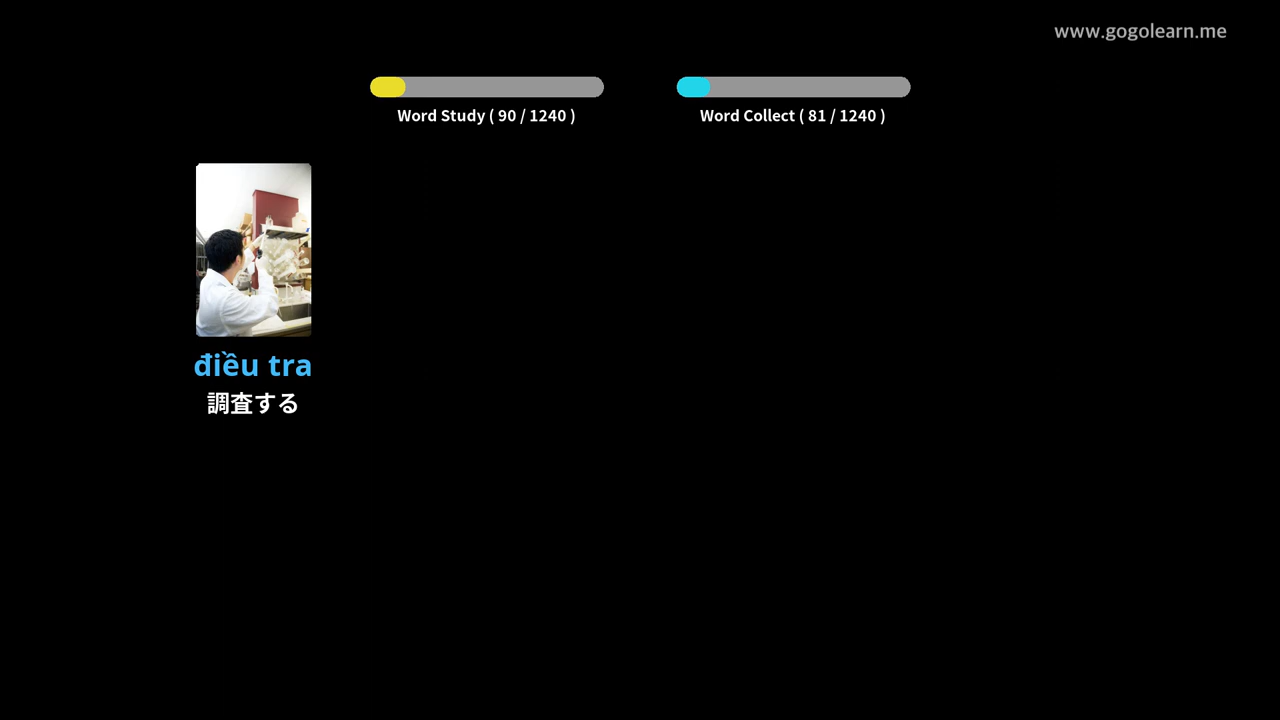 www.gogolearn.me
Word Study ( 90 / 1240 )
Word Collect ( 81 / 1240 )
điều tra
調査する